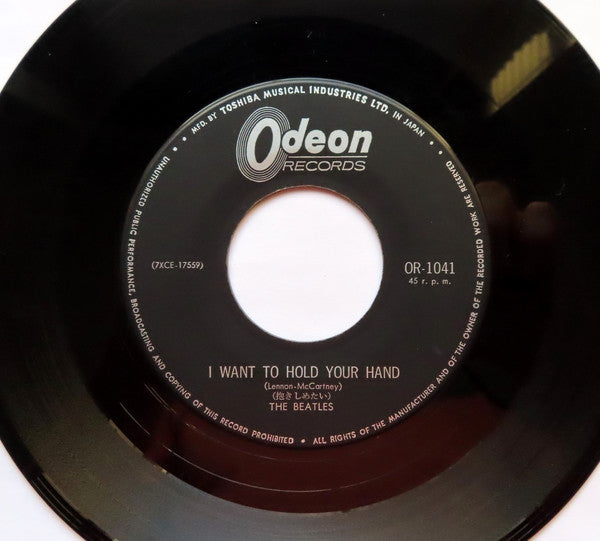 MFD. BY TOSHIBA MUSICAL INDUSTRIES LTD. IN JAPAN
Odeon
RECORDS
(7XCE-17559)
OR-1041
45 r. p. m.
I WANT TO HOLD YOUR HAND
(Lennon-McCartney)
(抱きしめたい)
THE BEATLES
UNAUTHORIZED PUBLIC PERFORMANCE, BROADCASTING AND COPYING OF THIS RECORD PROHIBITED • ALL RIGHTS OF THE MANUFACTURER AND OF THE OWNER OF THE RECORDED WORK ARE RESERVED